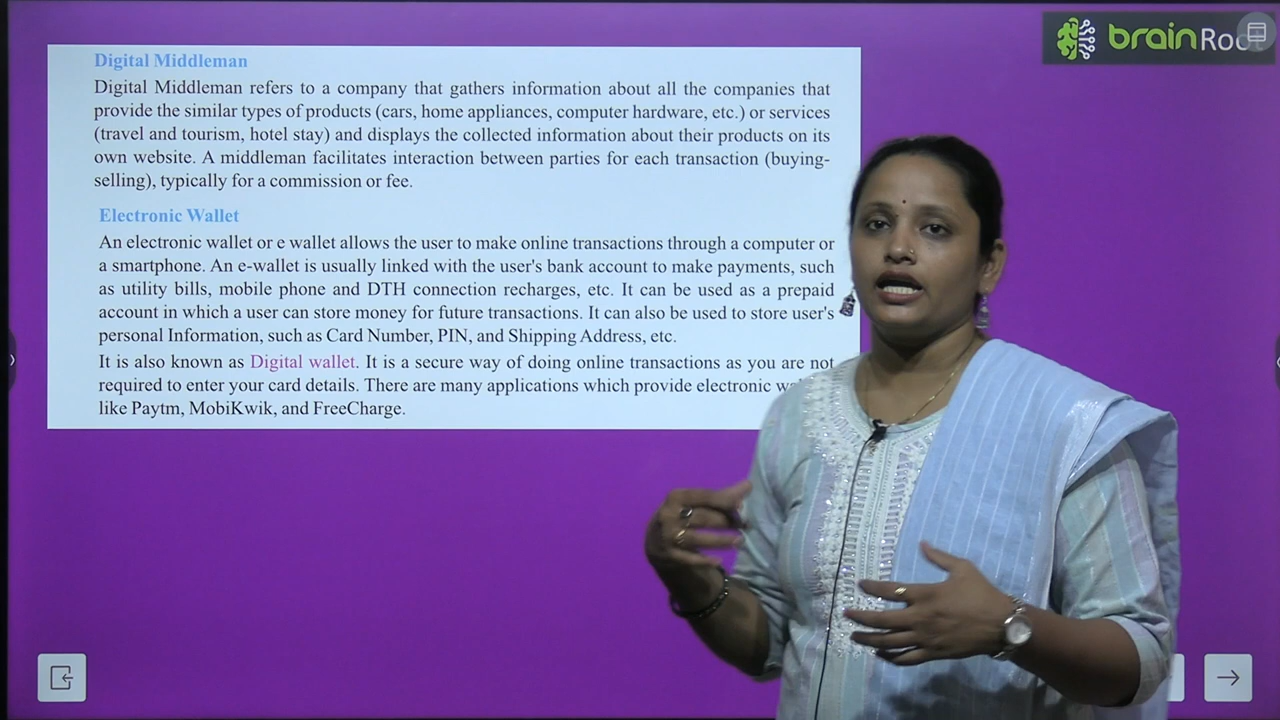 brainRoot
Digital Middleman
Digital Middleman refers to a company that gathers information about all the companies that
provide the similar types of products (cars, home appliances, computer hardware, etc.) or services
(travel and tourism, hotel stay) and displays the collected information about their products on its
own website. A middleman facilitates interaction between parties for each transaction (buying-
selling), typically for a commission or fee.
Electronic Wallet
An electronic wallet or e wallet allows the user to make online transactions through a computer or
a smartphone. An e-wallet is usually linked with the user's bank account to make payments, such
as utility bills, mobile phone and DTH connection recharges, etc. It can be used as a prepaid
account in which a user can store money for future transactions. It can also be used to store user's
personal Information, such as Card Number, PIN, and Shipping Address, etc.
It is also known as Digital wallet. It is a secure way of doing online transactions as you are not
required to enter your card details. There are many applications which provide electronic
like Paytm, MobiKwik, and FreeCharge.